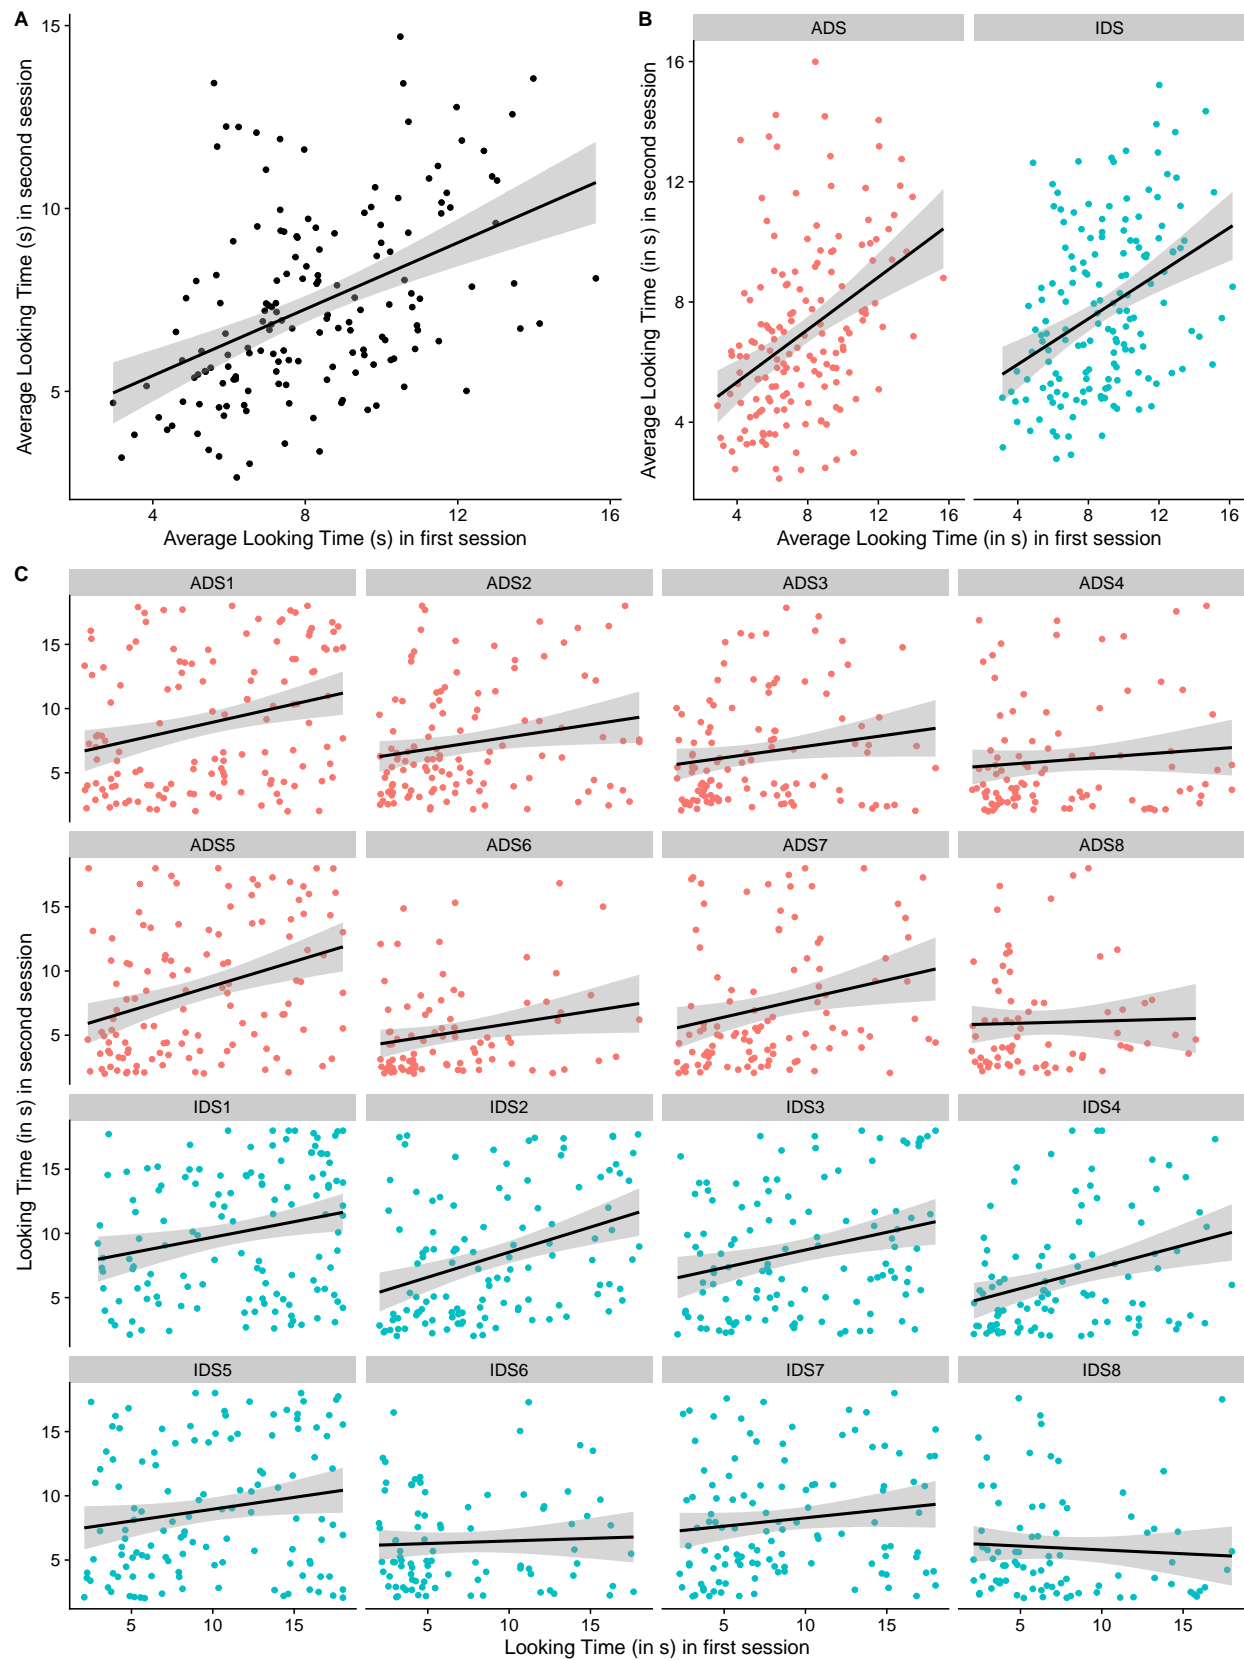 A
Average Looking Time (s) in second session
15
10
5
4
8
12
16
Average Looking Time (s) in first session
B
ADS
IDS
Average Looking Time (in s) in second session
16
12
8
4
4
8
12
16
4
8
12
16
Average Looking Time (in s) in first session
C
Looking Time (in s) in second session
ADS1
ADS2
ADS3
ADS4
15
10
5
ADS5
ADS6
ADS7
ADS8
15
10
5
IDS1
IDS2
IDS3
IDS4
15
10
5
IDS5
IDS6
IDS7
IDS8
15
10
5
5
10
15
5
10
15
5
10
15
5
10
15
Looking Time (in s) in first session